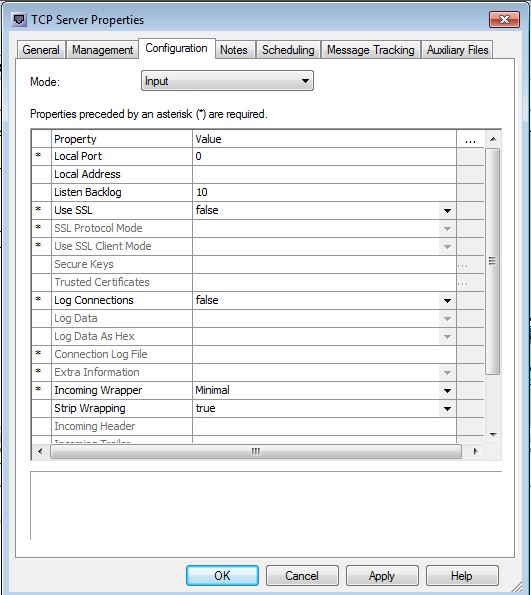 TCP Server Properties
General Management Configuration Notes Scheduling Message Tracking Auxiliary Files
Mode: Input
Properties preceded by an asterisk (*) are required.
Property Value ...
* Local Port 0
Local Address
Listen Backlog 10
* Use SSL false
* SSL Protocol Mode
* Use SSL Client Mode
Secure Keys ...
Trusted Certificates ...
* Log Connections false
Log Data
Log Data As Hex
* Connection Log File
* Extra Information
* Incoming Wrapper Minimal
Strip Wrapping true
Incoming Header
Incoming Trailer
OK Cancel Apply Help